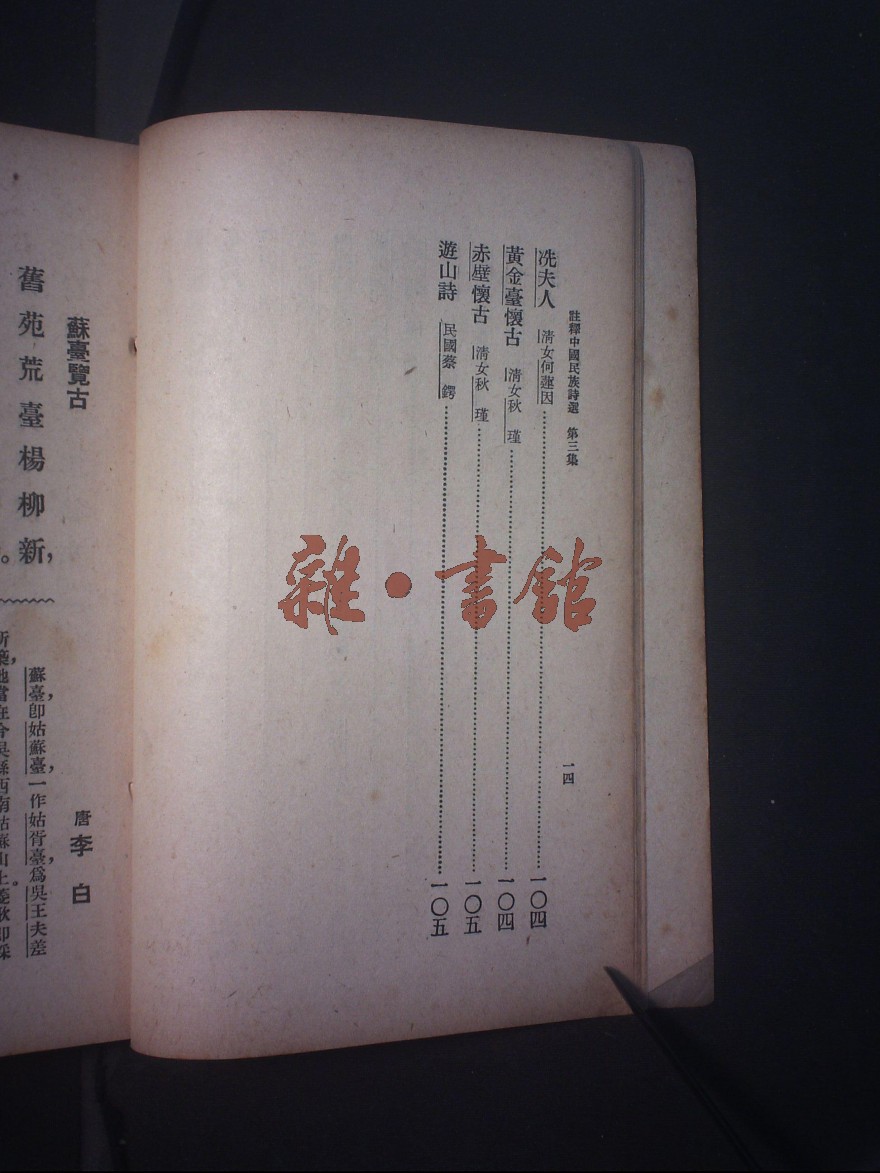 註釋中國民族詩選　第三集
一四
冼夫人　清女何蓮因…………一〇四
黃金臺懷古　清女秋　瑾…………一〇四
赤壁懷古　清女秋　瑾…………一〇五
遊山詩　民國蔡　鍔…………一〇五
雜•書館
蘇臺覽古
唐　李　白
舊苑荒臺楊柳新，
蘇臺，卽姑蘇臺，一作姑胥臺，爲吳王夫差